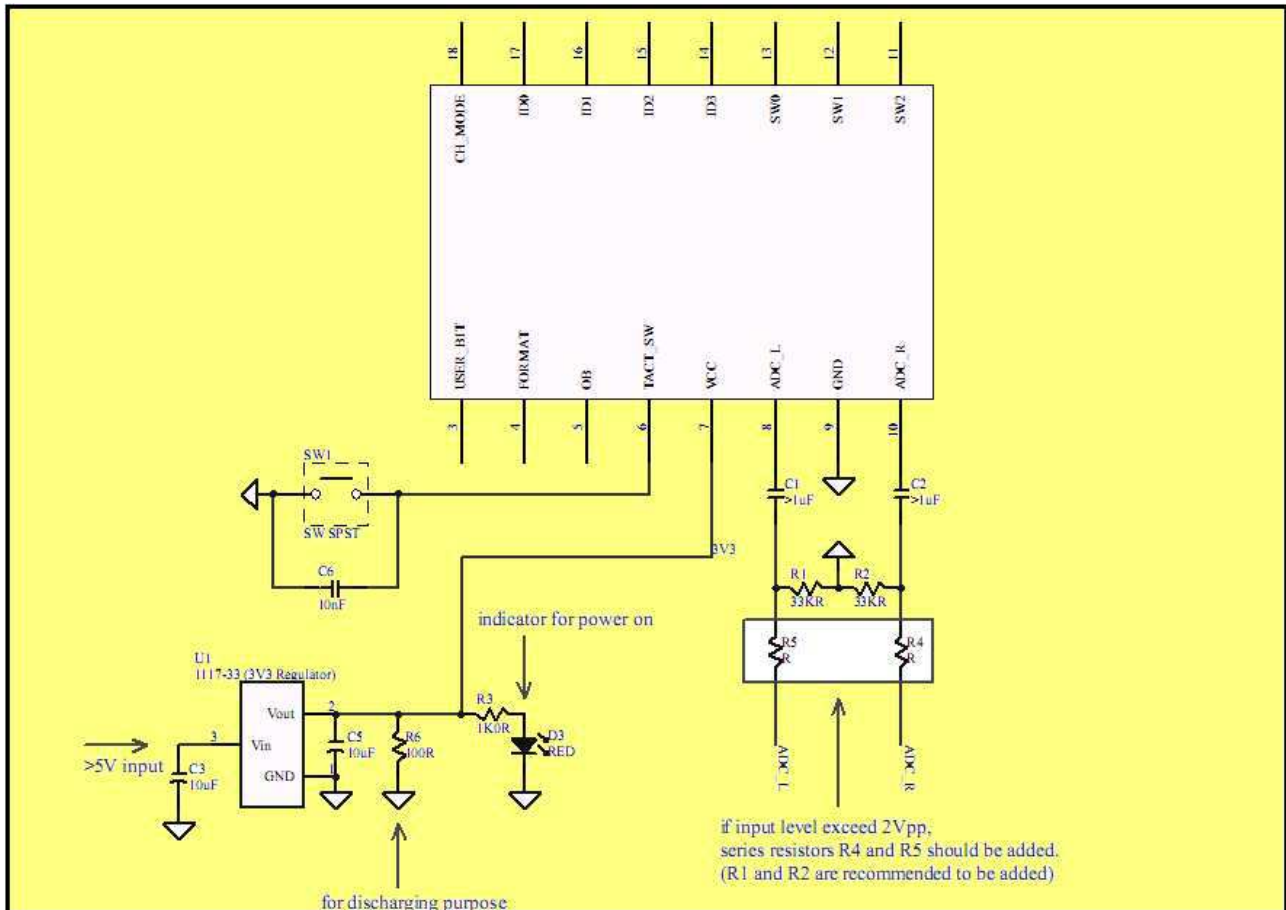 18 17 16 15 14 13 12 11
CH_MODE ID0 ID1 ID2 ID3 SW0 SW1 SW2
USER_BIT FORMAT OB TACT_SW VCC ADC_L GND ADC_R
3 4 5 6 7 8 9 10
SW1
SW SPST
C6
10nF
C1
>1uF
C2
>1uF
3V3
R1
33KR
R2
33KR
R5
R
R4
R
indicator for power on
U1
1117-33 (3V3 Regulator)
Vout
2
Vin
3
GND
1
>5V input
C3
10uF
C5
10uF
R6
100R
R3
1K0R
D3
RED
ADC_L
ADC_R
if input level exceed 2Vpp,
series resistors R4 and R5 should be added.
(R1 and R2 are recommended to be added)
for discharging purpose